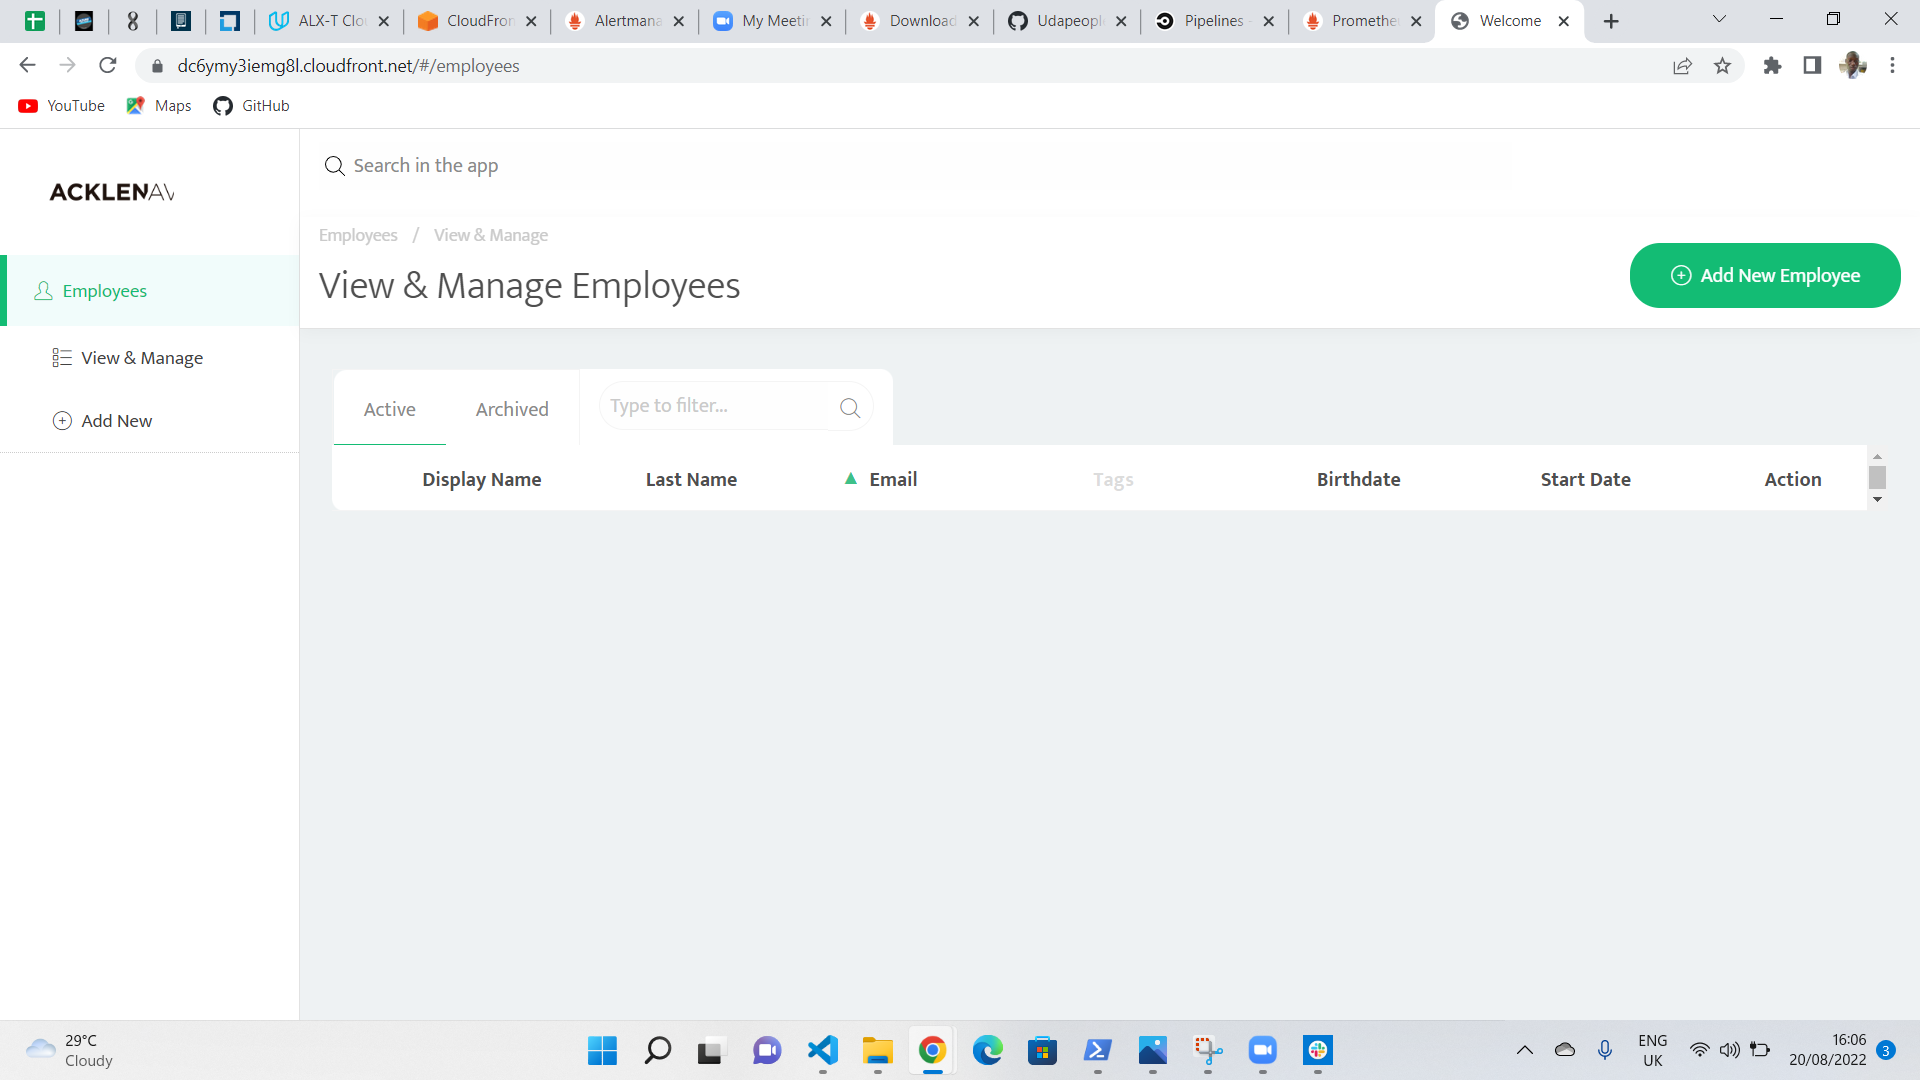 ALX-T Clo
CloudFron
Alertmana
My Meetin
Download
Udapeople
Pipelines -
Promethe
Welcome
dc6ymy3iemg8l.cloudfront.net/#/employees
YouTube
Maps
GitHub
ACKLENAV
Search in the app
Employees / View & Manage
View & Manage Employees
Add New Employee
Employees
View & Manage
Add New
Active
Archived
Type to filter...
Display Name
Last Name
Email
Tags
Birthdate
Start Date
Action
29°C
Cloudy
ENG
UK
16:06
20/08/2022
3